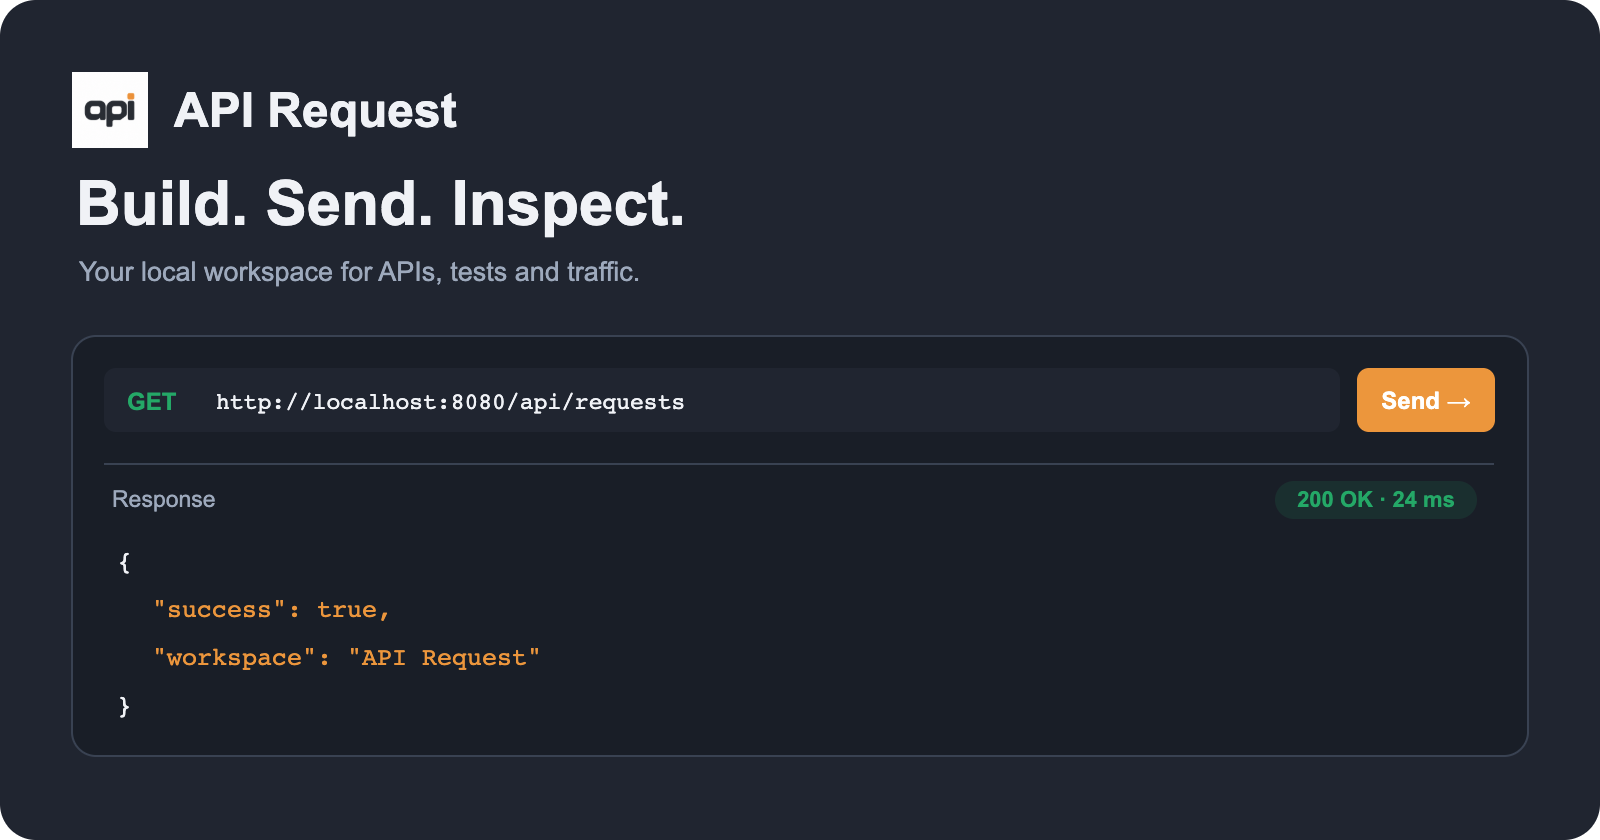 api
API Request
Build. Send. Inspect.
Your local workspace for APIs, tests and traffic.
GET http://localhost:8080/api/requests Send →
Response 200 OK · 24 ms
{
"success": true,
"workspace": "API Request"
}